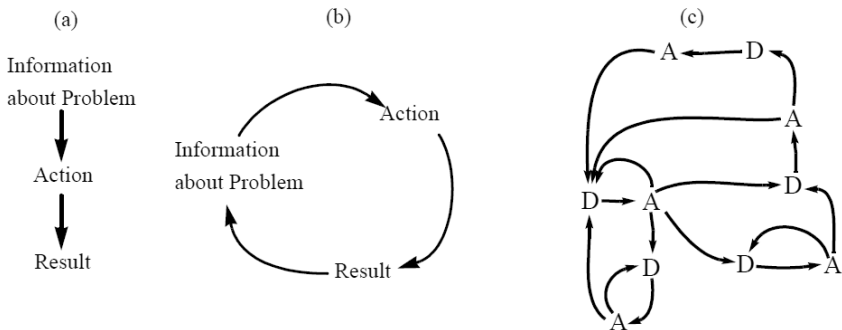 (a)
Information
about Problem
Action
Result
(b)
Action
Information
about Problem
Result
(c)
A D
A
D A D
D D A
A